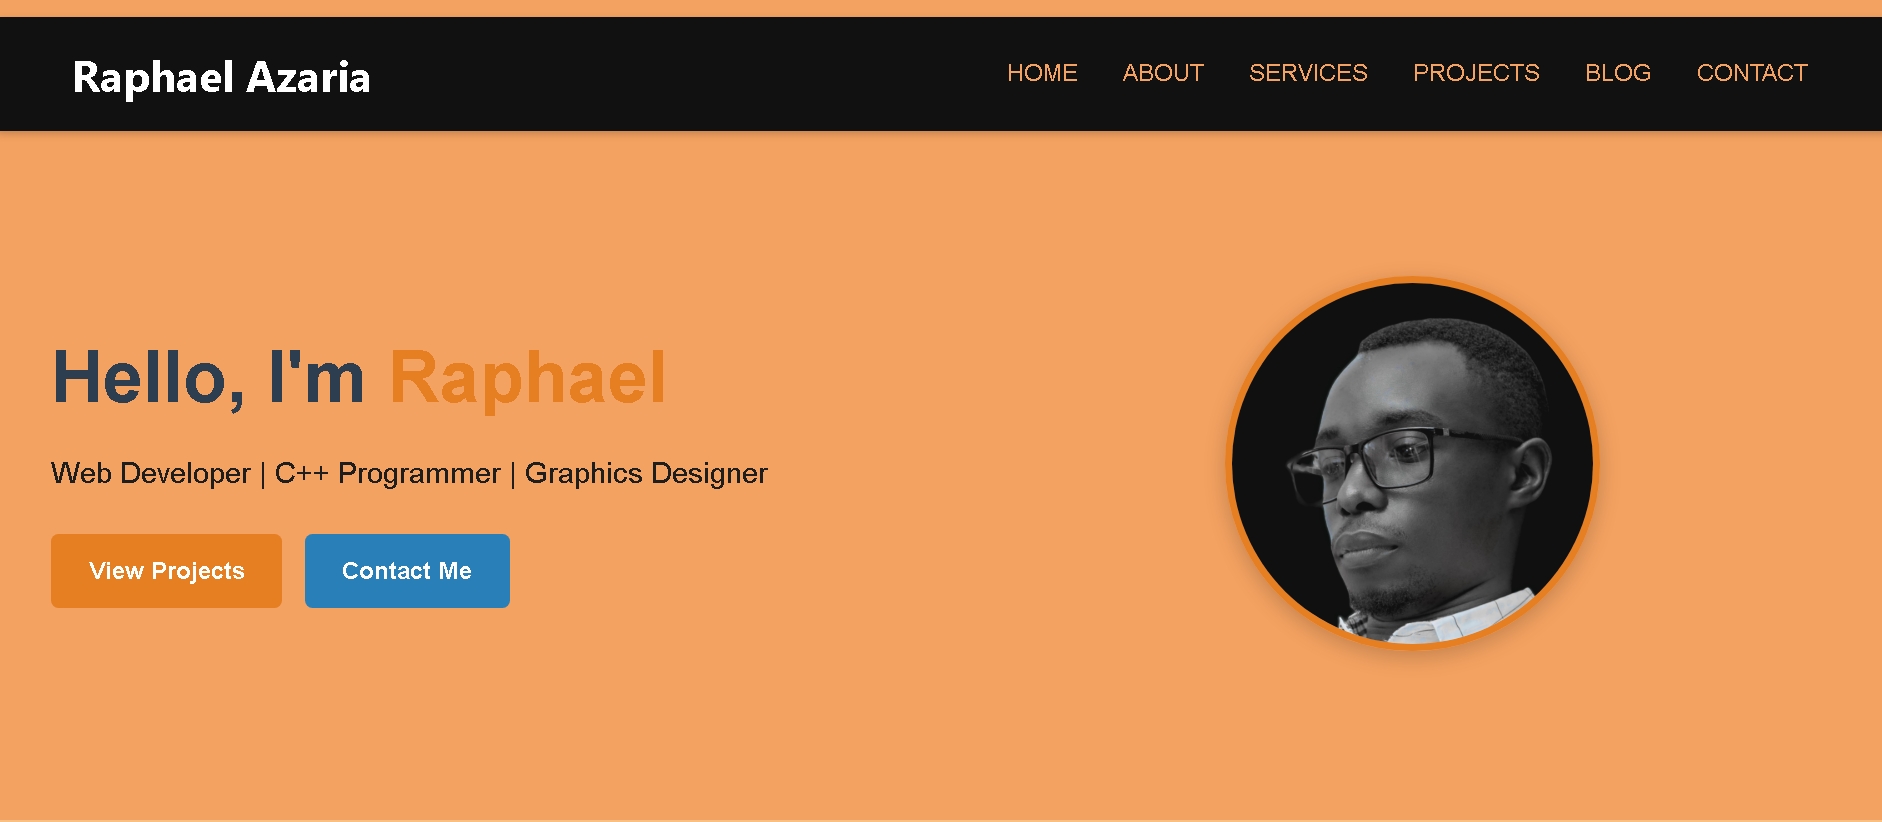 Raphael Azaria
HOME ABOUT SERVICES PROJECTS BLOG CONTACT
Hello, I'm Raphael
Web Developer | C++ Programmer | Graphics Designer
View Projects Contact Me